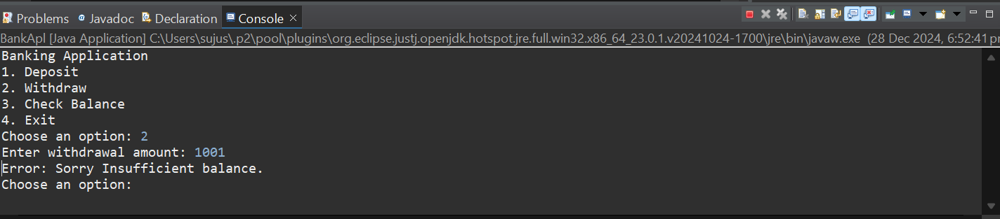 Problems @ Javadoc Declaration Console ×
BankApl [Java Application] C:\Users\sujus\.p2\pool\plugins\org.eclipse.justj.openjdk.hotspot.jre.full.win32.x86_64_23.0.1.v20241024-1700\jre\bin\javaw.exe (28 Dec 2024, 6:52:41 pm
Banking Application
1. Deposit
2. Withdraw
3. Check Balance
4. Exit
Choose an option: 2
Enter withdrawal amount: 1001
Error: Sorry Insufficient balance.
Choose an option: